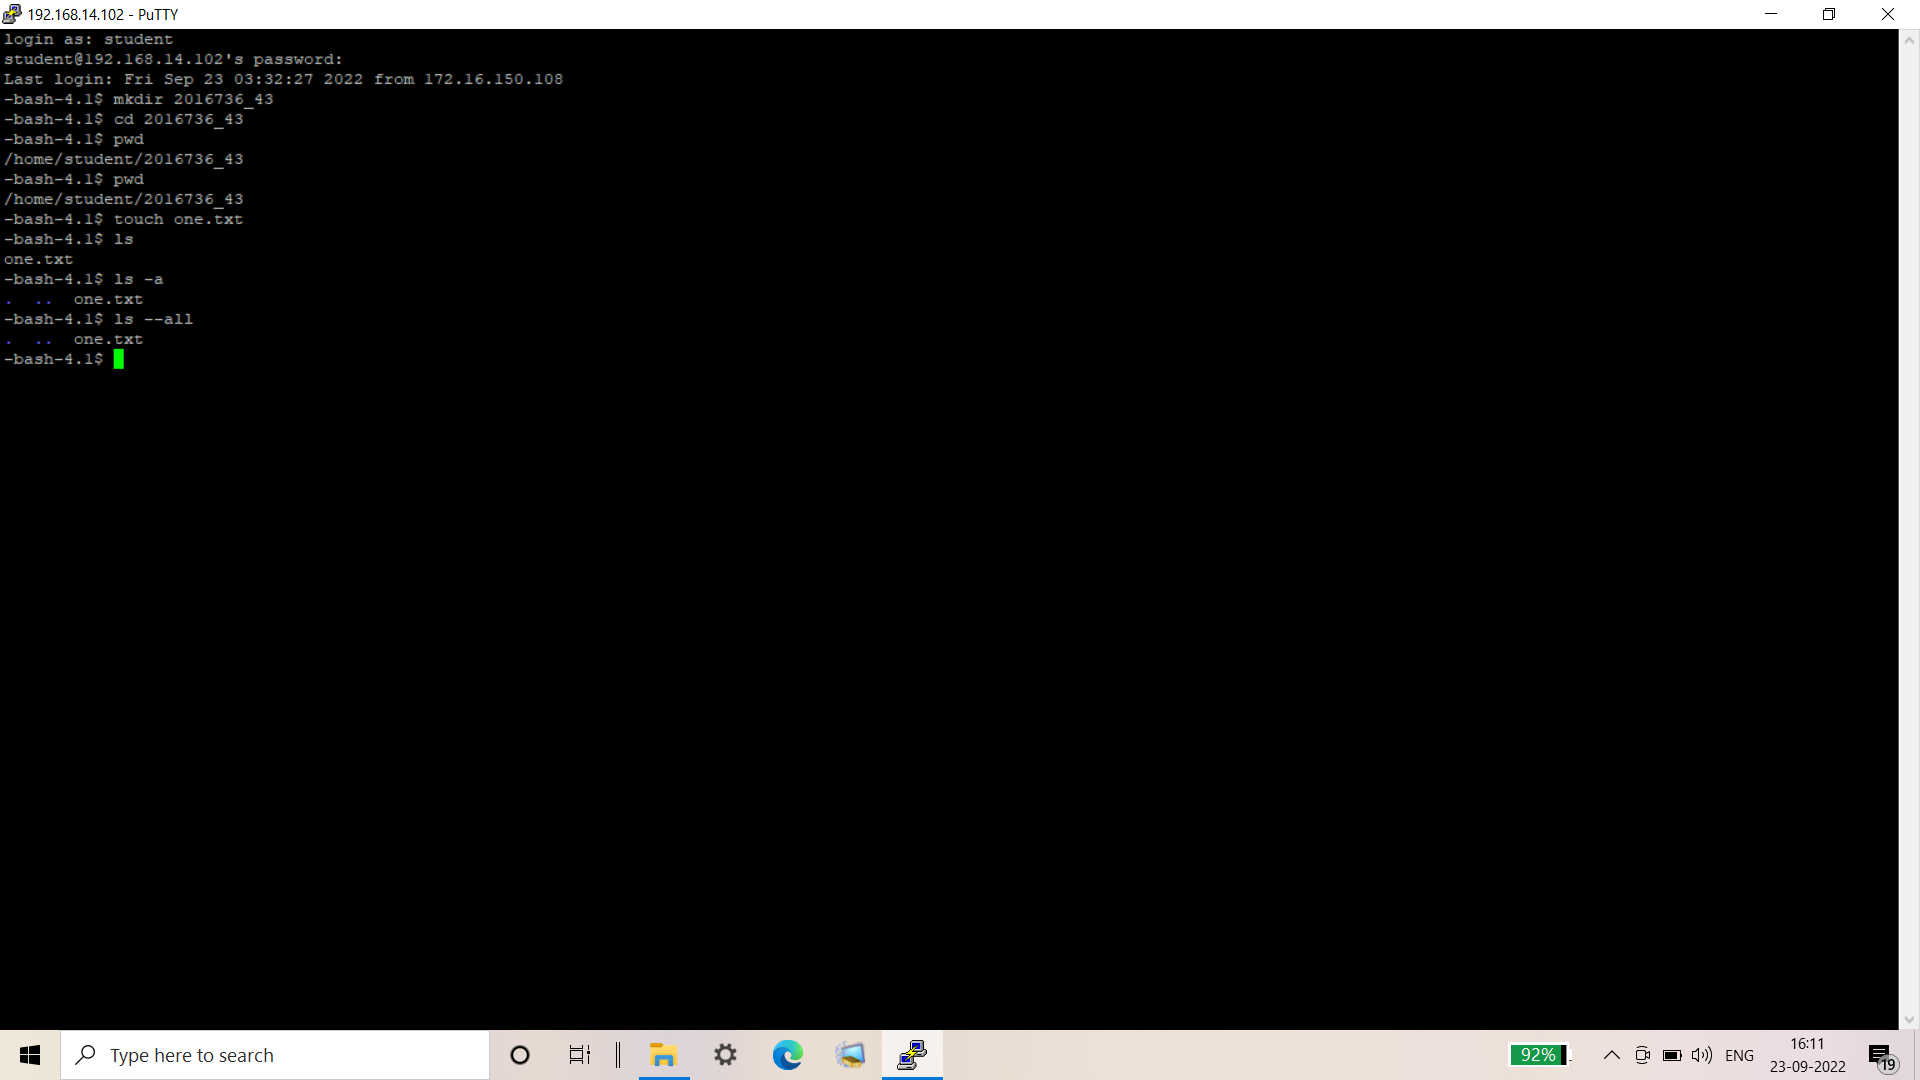 192.168.14.102 - PuTTY
login as: student
student@192.168.14.102's password:
Last login: Fri Sep 23 03:32:27 2022 from 172.16.150.108
-bash-4.1$ mkdir 2016736_43
-bash-4.1$ cd 2016736_43
-bash-4.1$ pwd
/home/student/2016736_43
-bash-4.1$ pwd
/home/student/2016736_43
-bash-4.1$ touch one.txt
-bash-4.1$ ls
one.txt
-bash-4.1$ ls -a
.  ..  one.txt
-bash-4.1$ ls --all
.  ..  one.txt
-bash-4.1$
Type here to search
92%
ENG
16:11
23-09-2022
19